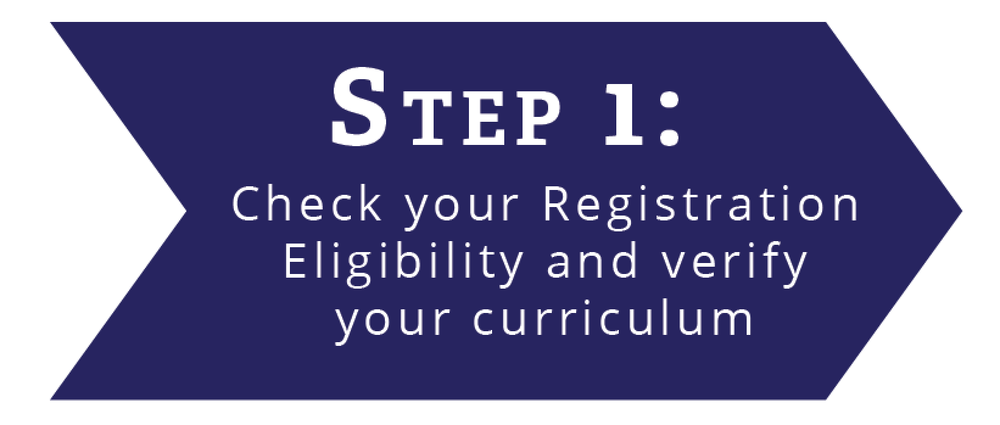 Step 1:
Check your Registration
Eligibility and verify
your curriculum